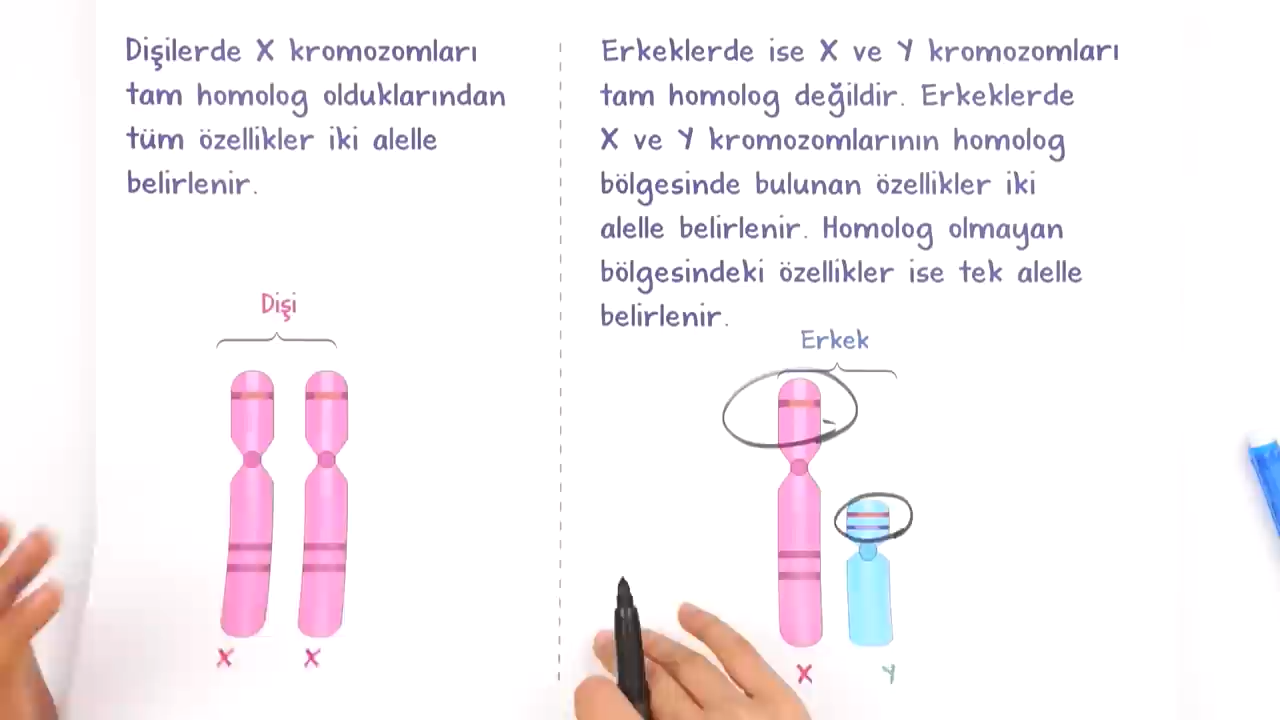 Dişilerde X kromozomları
tam homolog olduklarından
tüm özellikler iki alelle
belirlenir.
Erkeklerde ise X ve Y kromozomları
tam homolog değildir. Erkeklerde
X ve Y kromozomlarının homolog
bölgesinde bulunan özellikler iki
alelle belirlenir. Homolog olmayan
bölgesindeki özellikler ise tek alelle
belirlenir.
Dişi
X X
Erkek
X Y